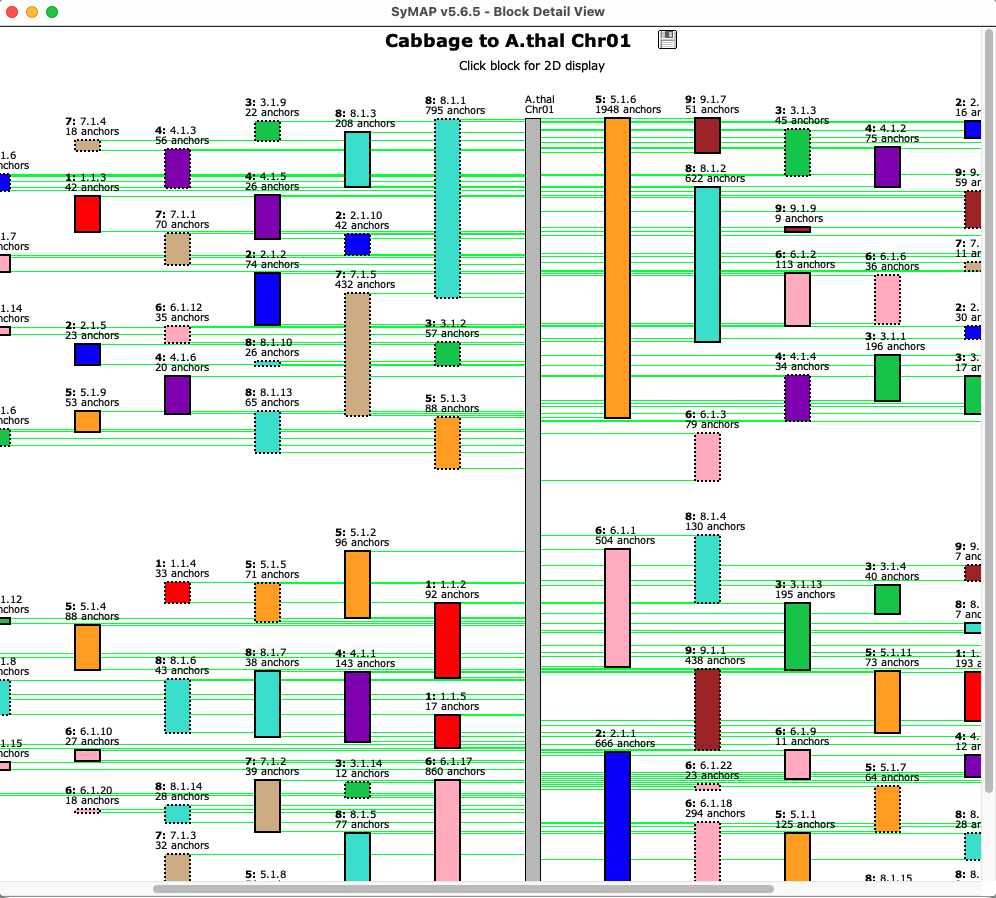 SyMAP v5.6.5 - Block Detail View
Cabbage to A.thal Chr01
Click block for 2D display
A.thal
Chr01
7: 7.1.4
18 anchors
4: 4.1.3
56 anchors
3: 3.1.9
22 anchors
8: 8.1.3
208 anchors
8: 8.1.1
795 anchors
5: 5.1.6
1948 anchors
9: 9.1.7
51 anchors
3: 3.1.3
45 anchors
4: 4.1.2
75 anchors
2: 2.
16 ar
1.6
nchors
1: 1.1.3
42 anchors
4: 4.1.5
26 anchors
8: 8.1.2
622 anchors
9: 9.
59 ar
7: 7.1.1
70 anchors
2: 2.1.10
42 anchors
9: 9.1.9
9 anchors
1.7
nchors
2: 2.1.2
74 anchors
7: 7.1.5
432 anchors
6: 6.1.2
113 anchors
6: 6.1.6
36 anchors
7: 7.
11 ar
.1.14
nchors
2: 2.1.5
23 anchors
6: 6.1.12
35 anchors
8: 8.1.10
26 anchors
3: 3.1.2
57 anchors
3: 3.1.1
196 anchors
2: 2.
30 ar
4: 4.1.6
20 anchors
4: 4.1.4
34 anchors
3: 3.
17 ar
1.6
nchors
5: 5.1.9
53 anchors
8: 8.1.13
65 anchors
5: 5.1.3
88 anchors
6: 6.1.3
79 anchors
1: 1.1.4
33 anchors
5: 5.1.5
71 anchors
5: 5.1.2
96 anchors
6: 6.1.1
504 anchors
8: 8.1.4
130 anchors
9: 9.
7 anc
.1.12
nchors
5: 5.1.4
88 anchors
1: 1.1.2
92 anchors
3: 3.1.13
195 anchors
3: 3.1.4
40 anchors
8: 8.
7 anc
1.8
nchors
8: 8.1.6
43 anchors
8: 8.1.7
38 anchors
4: 4.1.1
143 anchors
9: 9.1.1
438 anchors
5: 5.1.11
73 anchors
1: 1.
193 a
6: 6.1.10
27 anchors
1: 1.1.5
17 anchors
2: 2.1.1
666 anchors
6: 6.1.9
11 anchors
4: 4.
12 ar
.1.15
nchors
7: 7.1.2
39 anchors
3: 3.1.14
12 anchors
6: 6.1.17
860 anchors
6: 6.1.22
23 anchors
5: 5.1.7
64 anchors
6: 6.1.20
18 anchors
8: 8.1.14
28 anchors
8: 8.1.5
77 anchors
6: 6.1.18
294 anchors
5: 5.1.1
125 anchors
8: 8.
28 ar
7: 7.1.3
32 anchors
5: 5.1.8
8: 8.1.15
8: 8.